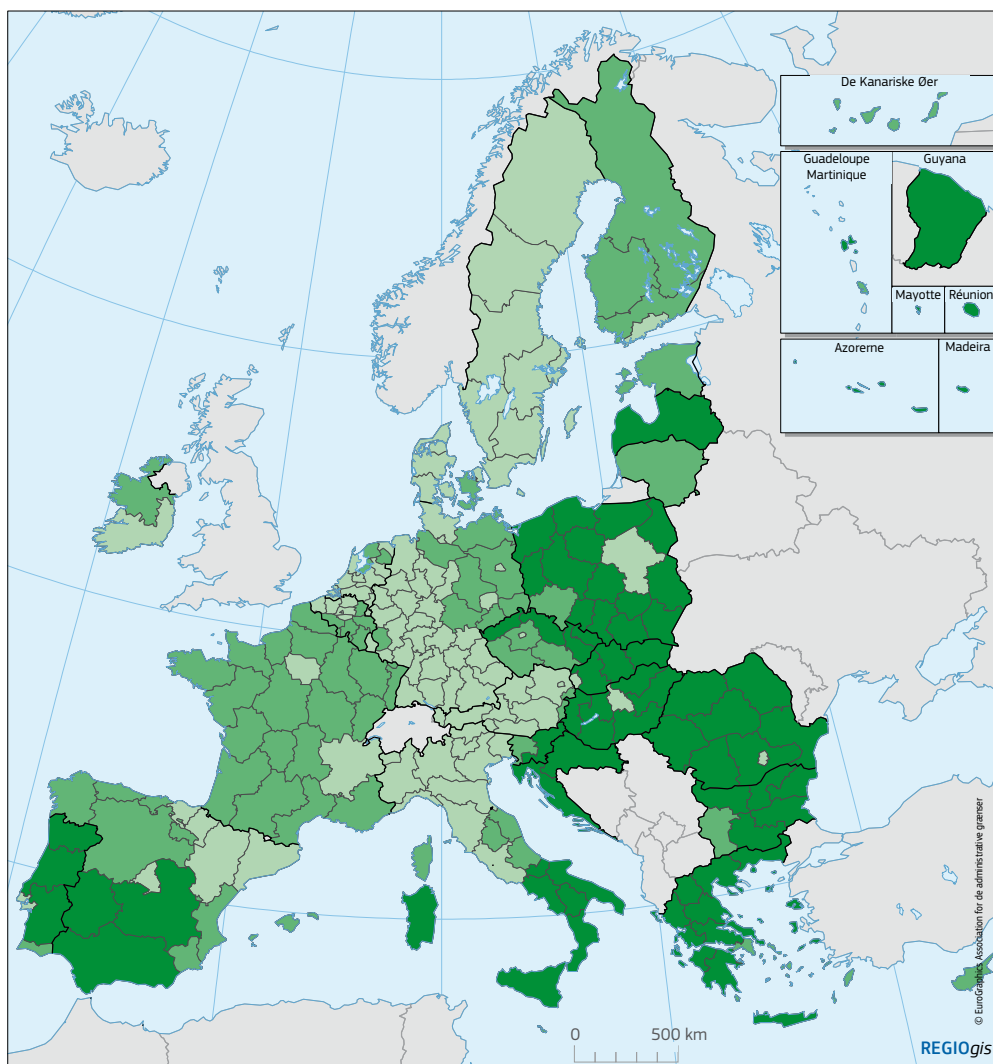 De Kanariske Øer
Guadeloupe
Martinique
Guyana
Mayotte
Réunion
Azorerne
Madeira
© EuroGraphics Association for de administrative grænser
0
500 km
REGIOgis